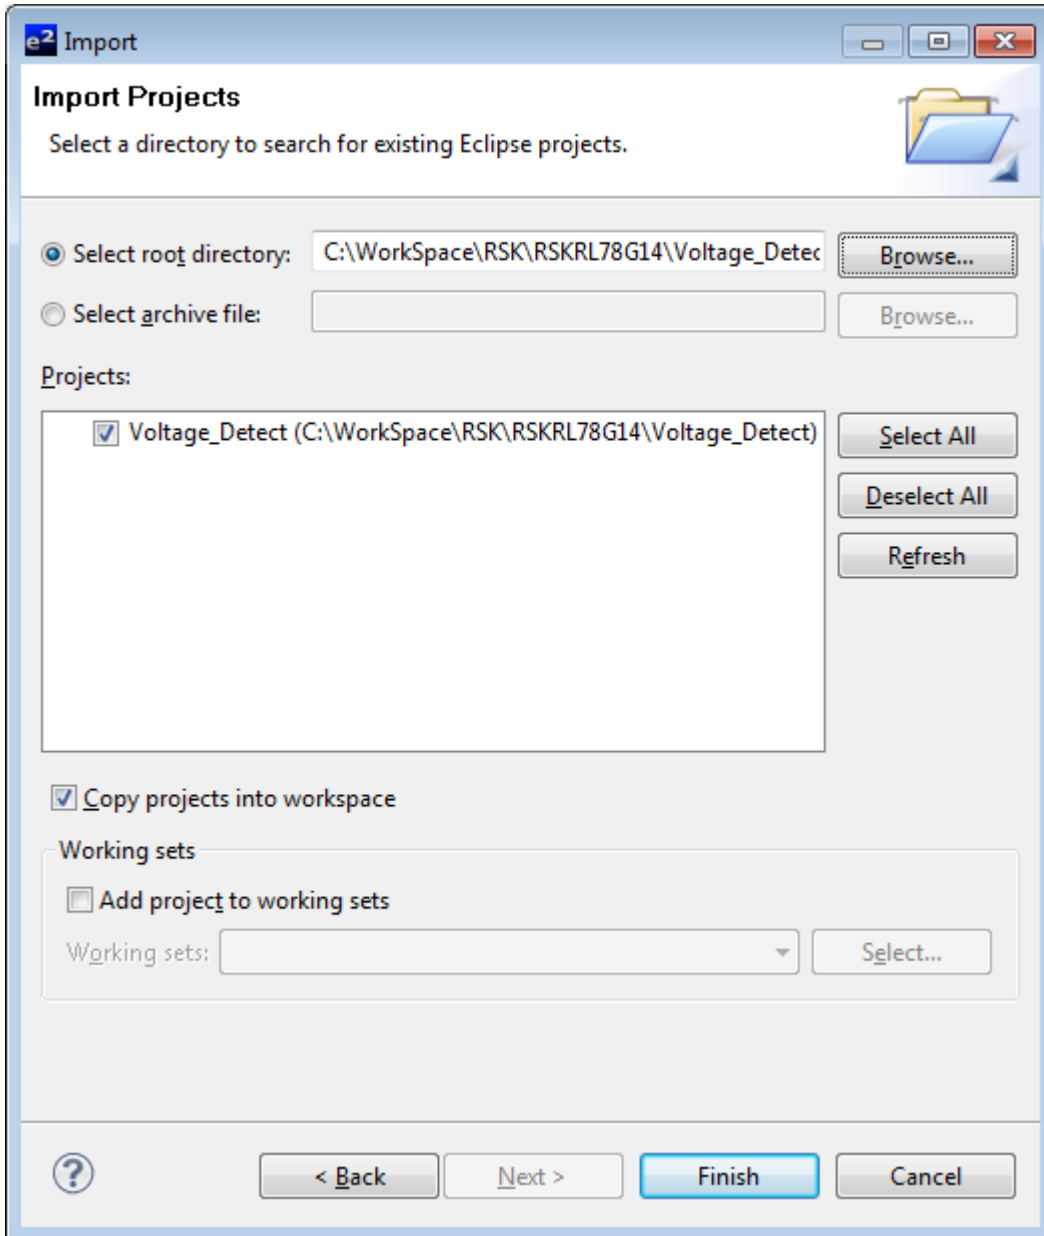 e² Import
Import Projects
Select a directory to search for existing Eclipse projects.
Select root directory: C:\WorkSpace\RSK\RSKRL78G14\Voltage_Detec Browse...
Select archive file: Browse...
Projects:
Voltage_Detect (C:\WorkSpace\RSK\RSKRL78G14\Voltage_Detect) Select All
Deselect All
Refresh
Copy projects into workspace
Working sets
Add project to working sets
Working sets: Select...
? < Back Next > Finish Cancel